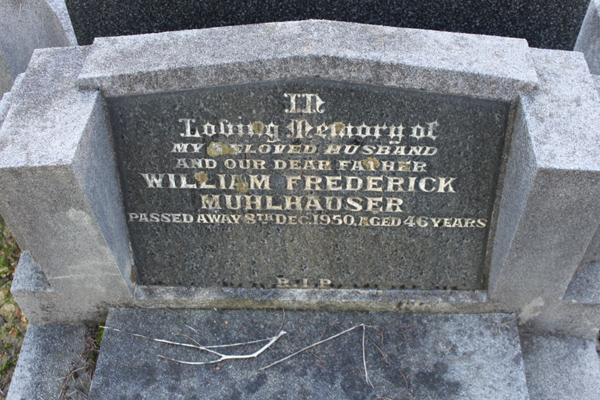 IN
Loving Memory of
MY BELOVED HUSBAND
AND OUR DEAR FATHER
WILLIAM FREDERICK
MUHLHAUSER
PASSED AWAY 8TH DEC. 1950, AGED 46 YEARS
R.I.P.